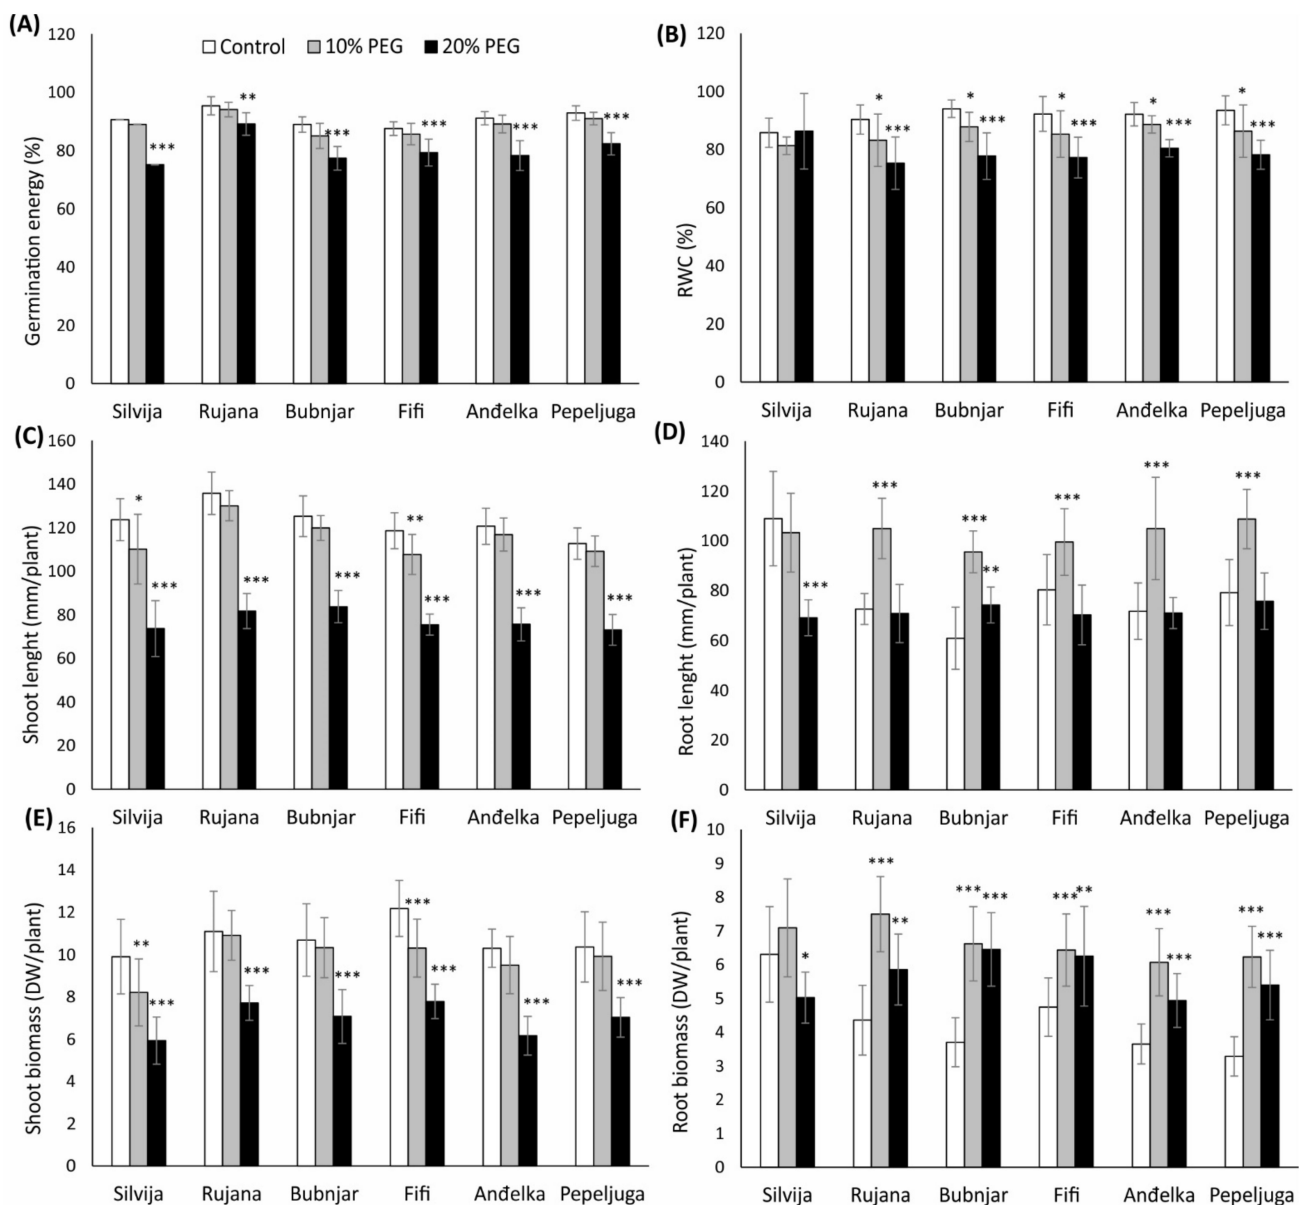 (A)
120
100
80
60
40
20
0
Germination energy (%)
Control 10% PEG 20% PEG
*** ** *** *** *** ***
Silvija Rujana Bubnjar Fifi Anđelka Pepeljuga
(B)
120
100
80
60
40
20
0
RWC (%)
* *** * *** * *** * *** * ***
Silvija Rujana Bubnjar Fifi Anđelka Pepeljuga
(C)
160
140
120
100
80
60
40
20
0
Shoot lenght (mm/plant)
* *** *** *** ** *** *** ***
Silvija Rujana Bubnjar Fifi Anđelka Pepeljuga
(D)
140
120
100
80
60
40
20
0
Root lenght (mm/plant)
*** *** *** ** *** *** ***
Silvija Rujana Bubnjar Fifi Anđelka Pepeljuga
(E)
16
14
12
10
8
6
4
2
0
Shoot biomass (DW/plant)
** *** *** *** *** *** *** ***
Silvija Rujana Bubnjar Fifi Anđelka Pepeljuga
(F)
10
9
8
7
6
5
4
3
2
1
0
Root biomass (DW/plant)
* *** ** *** *** *** ** *** *** *** ***
Silvija Rujana Bubnjar Fifi Anđelka Pepeljuga